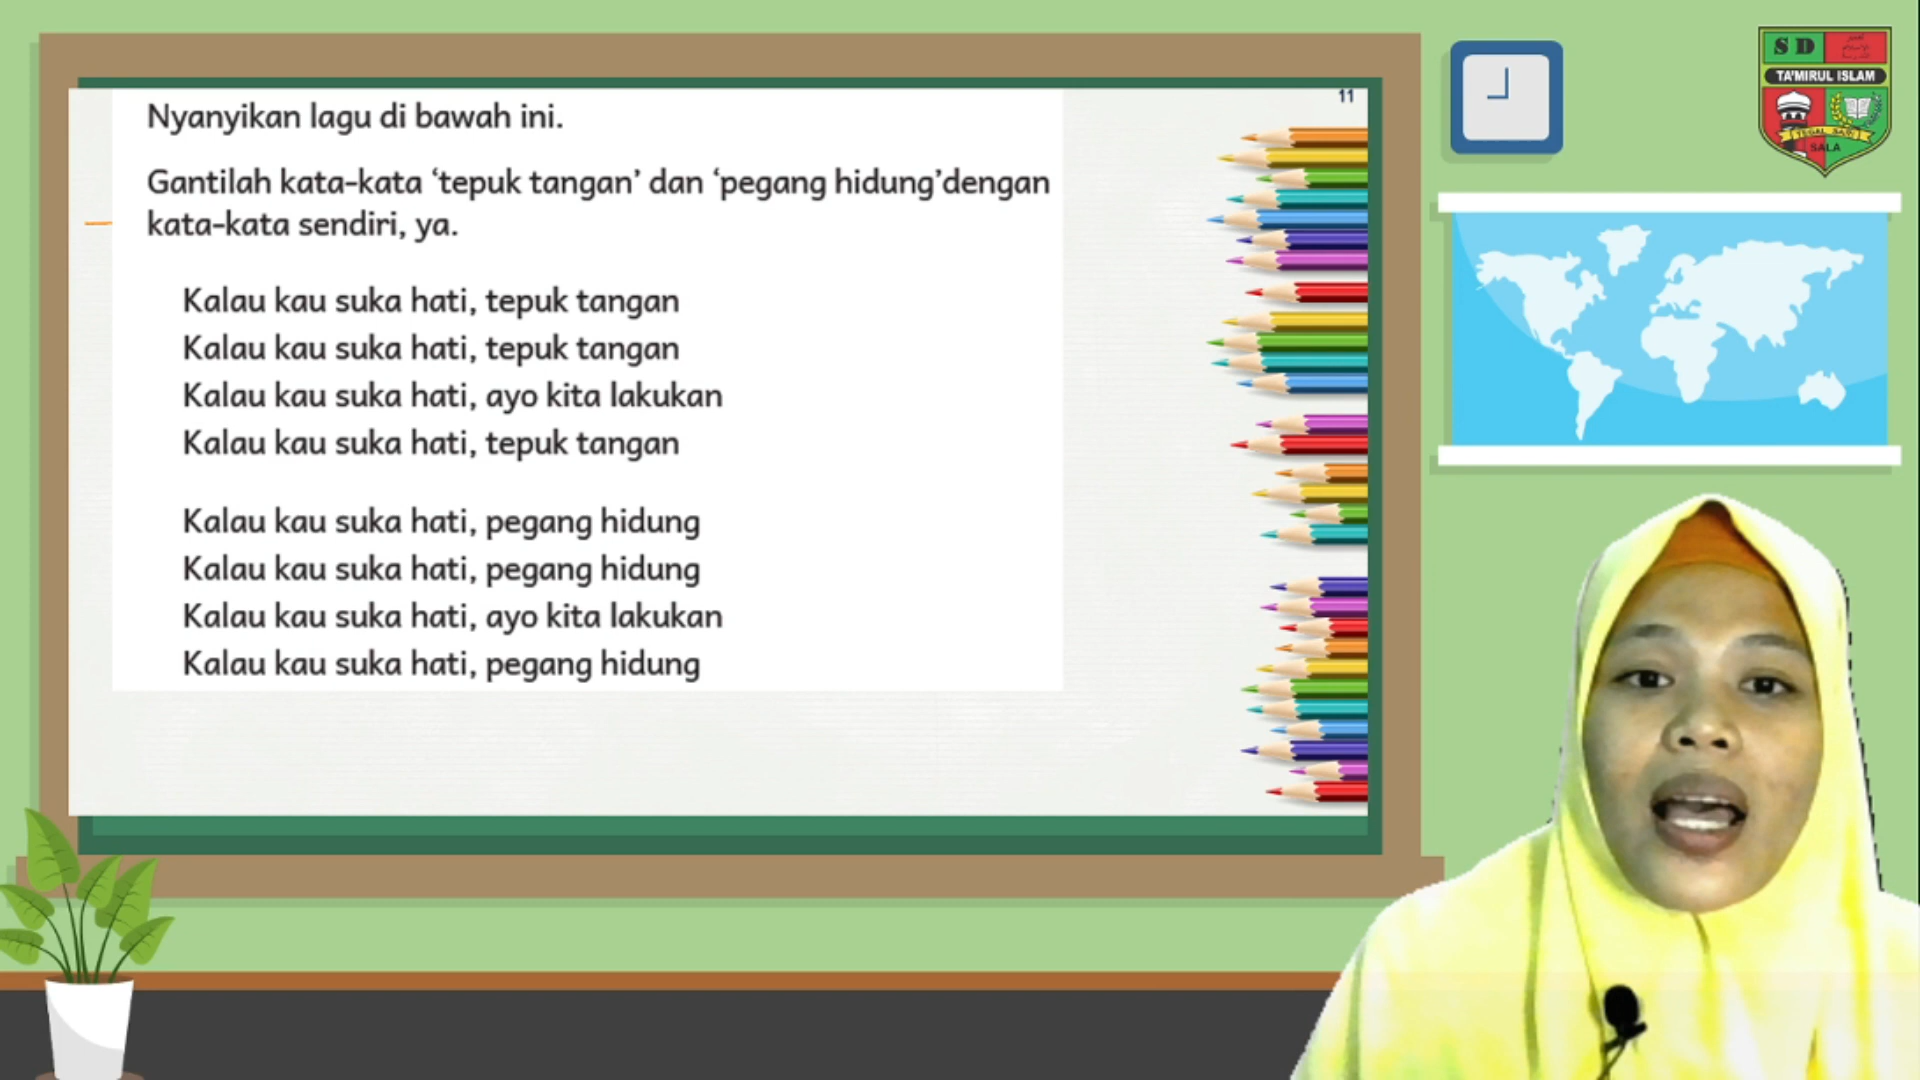 11
Nyanyikan lagu di bawah ini.
Gantilah kata-kata ‘tepuk tangan’ dan ‘pegang hidung’dengan
kata-kata sendiri, ya.
Kalau kau suka hati, tepuk tangan
Kalau kau suka hati, tepuk tangan
Kalau kau suka hati, ayo kita lakukan
Kalau kau suka hati, tepuk tangan
Kalau kau suka hati, pegang hidung
Kalau kau suka hati, pegang hidung
Kalau kau suka hati, ayo kita lakukan
Kalau kau suka hati, pegang hidung
SD
TA'MIRUL ISLAM
TEGAL SARI
SALA